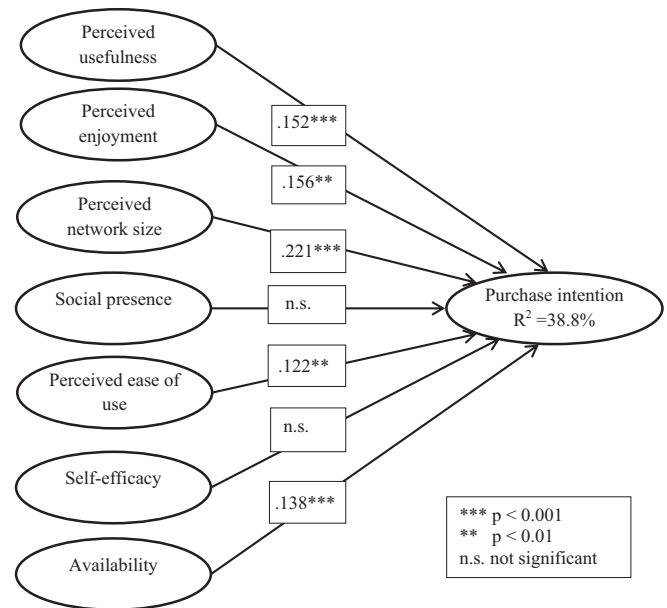 Perceived
usefulness
.152***
Perceived
enjoyment
.156**
Perceived
network size
.221***
Social presence
n.s.
Purchase intention
R² =38.8%
Perceived ease of
use
.122**
Self-efficacy
n.s.
Availability
.138***
*** p < 0.001
** p < 0.01
n.s. not significant